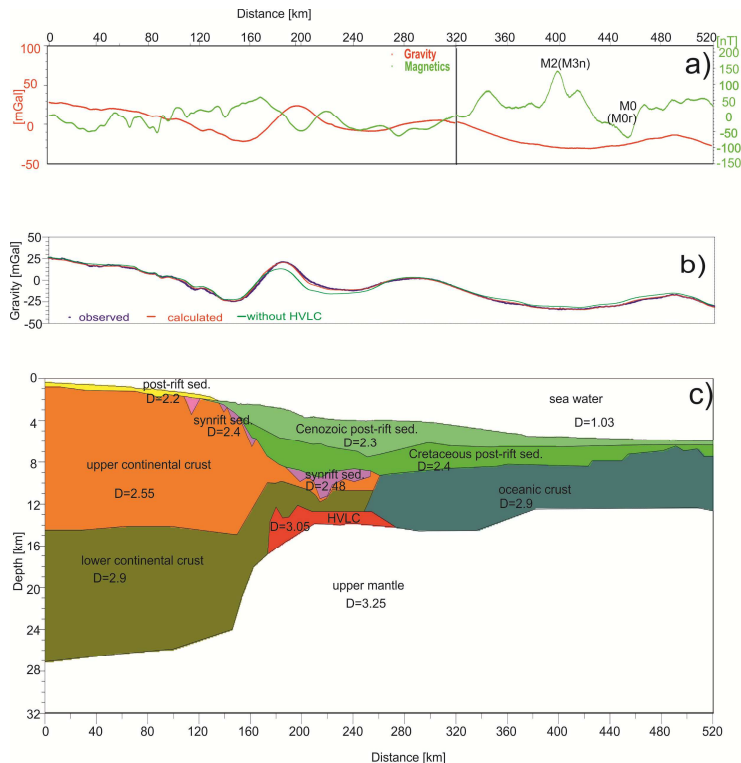 Distance [km]
0 40 80 120 160 200 240 280 320 360 400 440 480 520
[nT]
100
50
0
-50
[mGal]
Gravity
Magnetics
M2(M3n)
M0
(M0r)
a)
200
150
100
50
0
-50
-100
-200
50
25
0
-25
-50
Gravity [mGal]
b)
observed calculated without HVLC
0
4
8
12
16
20
24
28
32
Depth [km]
c)
post-rift sed.
D=2.2
synrift sed.
D=2.4
sea water
D=1.03
Cenozoic post-rift sed.
D=2.3
Cretaceous post-rift sed.
D=2.4
upper continental crust
D=2.55
synrift sed.
D=2.48
oceanic crust
D=2.9
HVLC
D=3.05
lower continental crust
D=2.9
upper mantle
D=3.25
0 40 80 120 160 200 240 280 320 360 400 440 480 520
Distance [km]